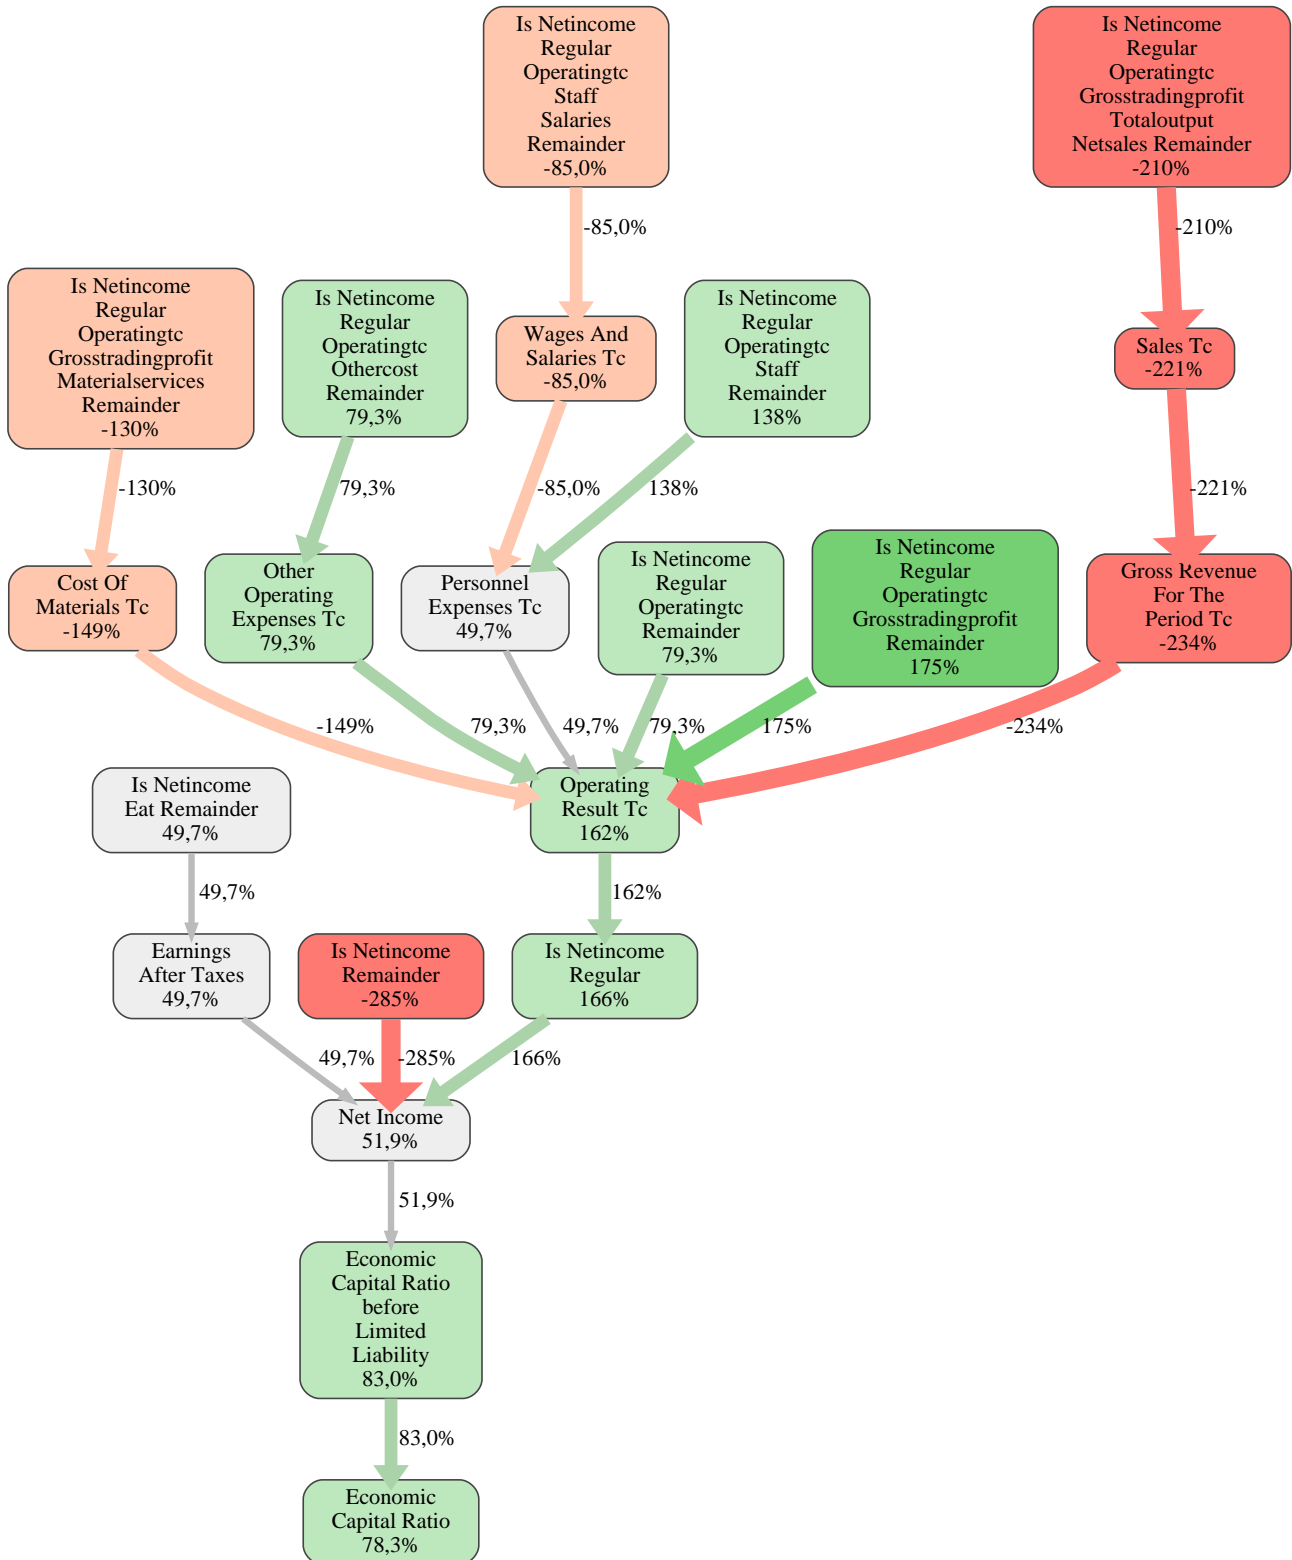 Is Netincome
Regular
Operatingtc
Staff
Salaries
Remainder
-85,0%
Is Netincome
Regular
Operatingtc
Grosstradingprofit
Totaloutput
Netsales Remainder
-210%
-85,0%
-210%
Is Netincome
Regular
Operatingtc
Grosstradingprofit
Materialservices
Remainder
-130%
Is Netincome
Regular
Operatingtc
Othercost
Remainder
79,3%
Wages And
Salaries Tc
-85,0%
Is Netincome
Regular
Operatingtc
Staff
Remainder
138%
Sales Tc
-221%
-130%
79,3%
-85,0%
138%
-221%
Cost Of
Materials Tc
-149%
Other
Operating
Expenses Tc
79,3%
Personnel
Expenses Tc
49,7%
Is Netincome
Regular
Operatingtc
Remainder
79,3%
Is Netincome
Regular
Operatingtc
Grosstradingprofit
Remainder
175%
Gross Revenue
For The
Period Tc
-234%
-149%
79,3%
49,7%
79,3%
175%
-234%
Is Netincome
Eat Remainder
49,7%
Operating
Result Tc
162%
49,7%
162%
Earnings
After Taxes
49,7%
Is Netincome
Remainder
-285%
Is Netincome
Regular
166%
49,7%
-285%
166%
Net Income
51,9%
51,9%
Economic
Capital Ratio
before
Limited
Liability
83,0%
83,0%
Economic
Capital Ratio
78,3%